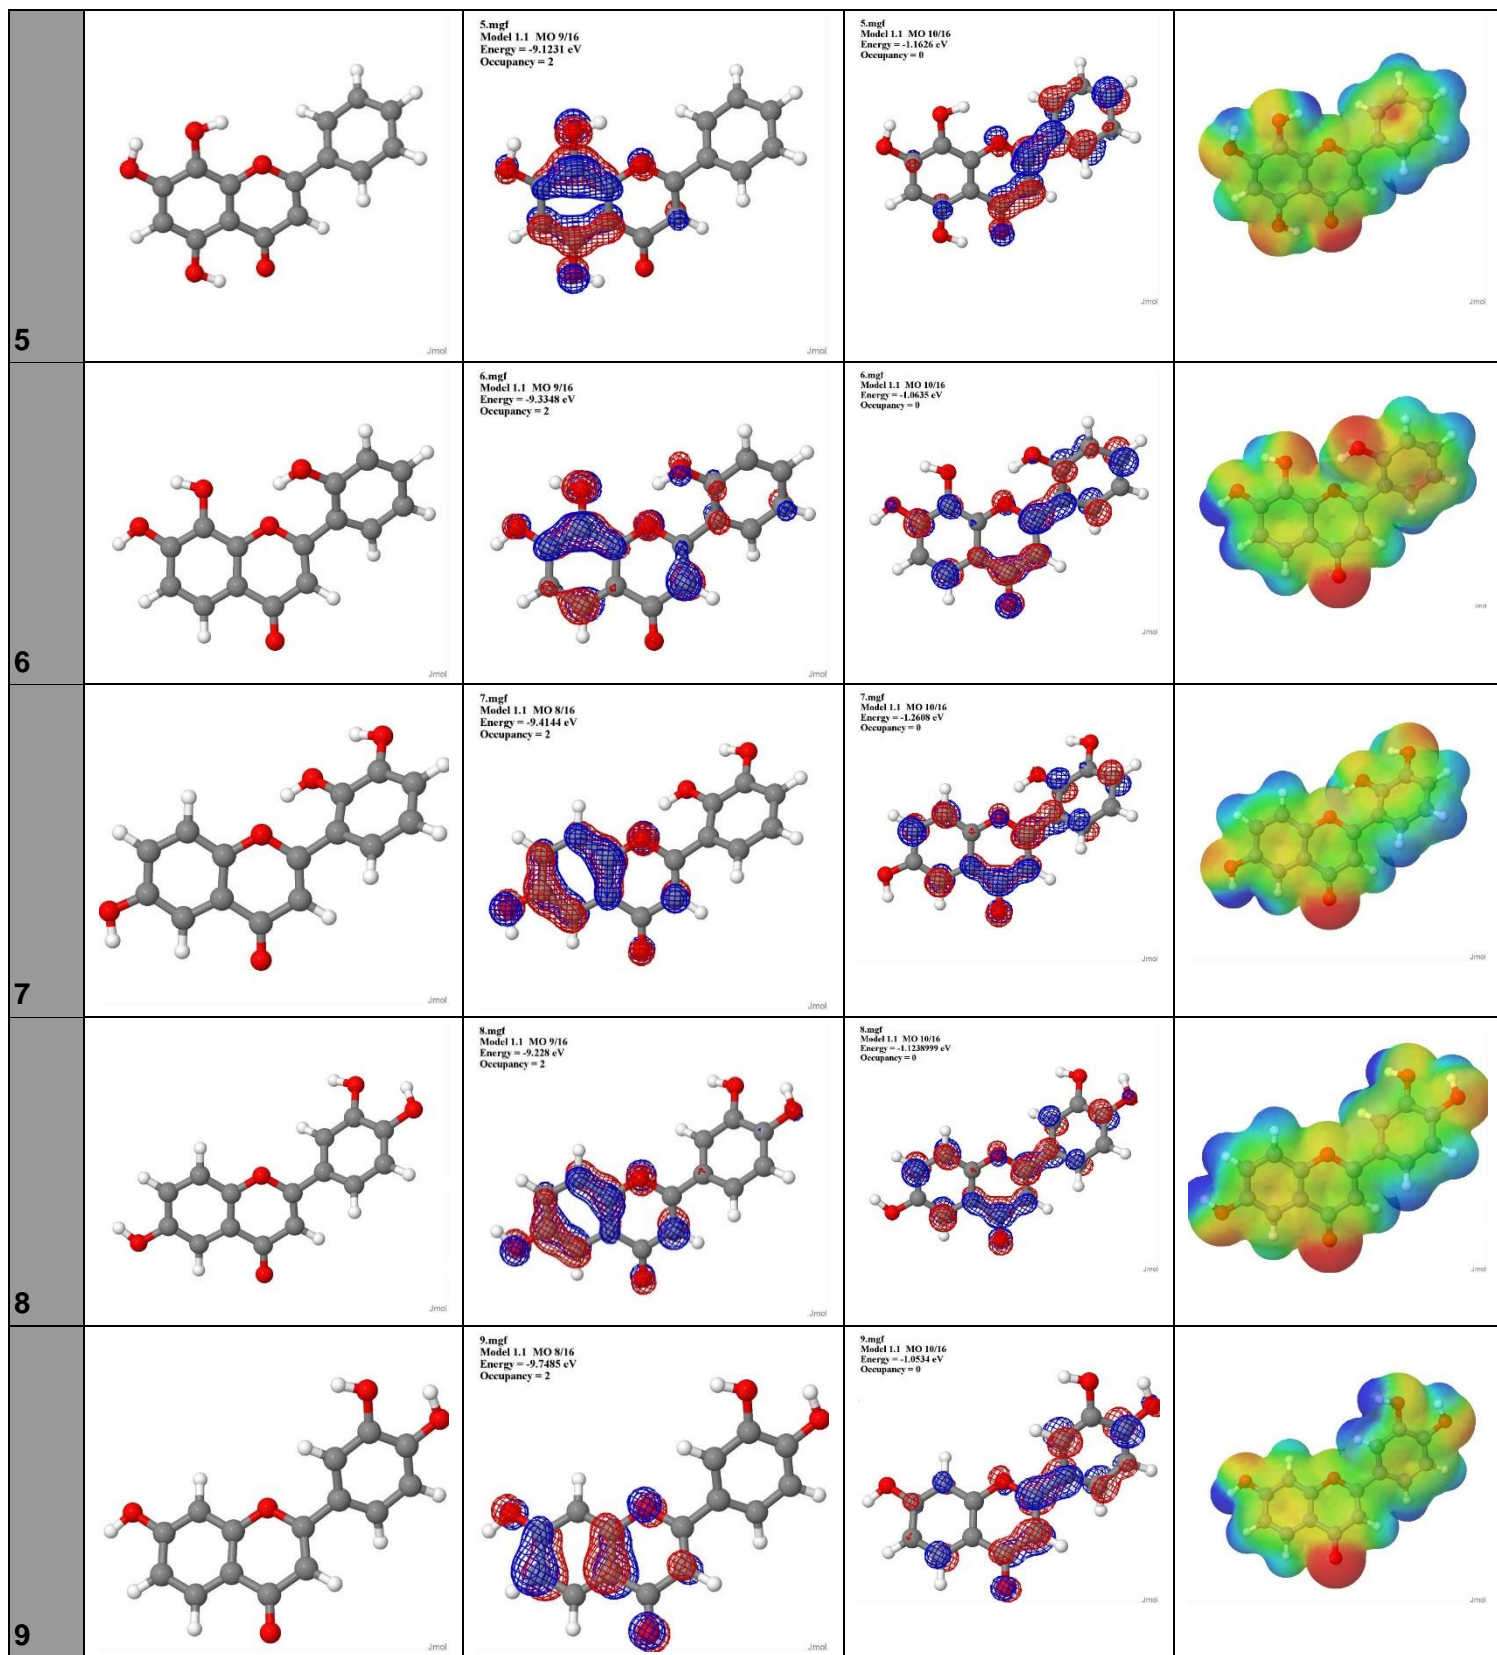 5.mgf
Model 1.1 MO 9/16
Energy = -9.1231 eV
Occupancy = 2
5.mgf
Model 1.1 MO 10/16
Energy = -1.1626 eV
Occupancy = 0
Jmol
Jmol
Jmol
Jmol
5
6.mgf
Model 1.1 MO 9/16
Energy = -9.3348 eV
Occupancy = 2
6.mgf
Model 1.1 MO 10/16
Energy = -1.0635 eV
Occupancy = 0
Jmol
Jmol
Jmol
Jmol
6
7.mgf
Model 1.1 MO 8/16
Energy = -9.4144 eV
Occupancy = 2
7.mgf
Model 1.1 MO 10/16
Energy = -1.2608 eV
Occupancy = 0
Jmol
Jmol
Jmol
Jmol
7
8.mgf
Model 1.1 MO 9/16
Energy = -9.228 eV
Occupancy = 2
8.mgf
Model 1.1 MO 10/16
Energy = -1.1238999 eV
Occupancy = 0
Jmol
Jmol
Jmol
Jmol
8
9.mgf
Model 1.1 MO 8/16
Energy = -9.7485 eV
Occupancy = 2
9.mgf
Model 1.1 MO 10/16
Energy = -1.0534 eV
Occupancy = 0
Jmol
Jmol
Jmol
Jmol
9